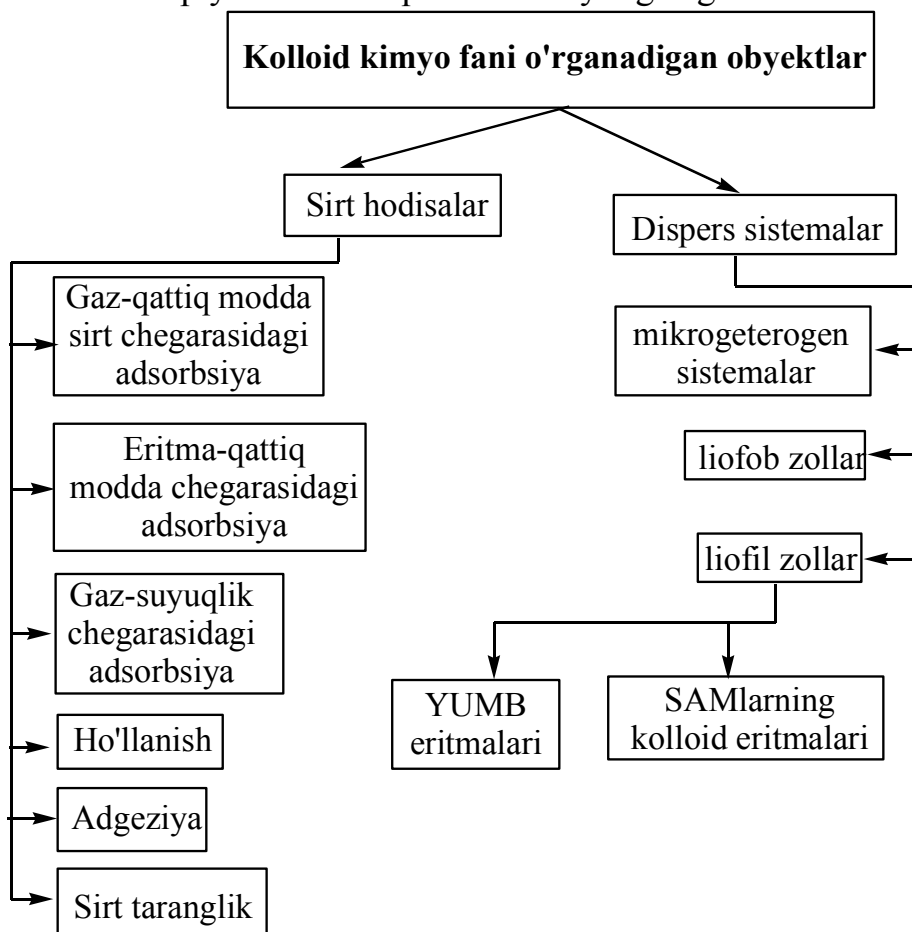 Kolloid kimyo fani o'rganadigan obyektlar
Sirt hodisalar
Dispers sistemalar
Gaz-qattiq modda
sirt chegarasidagi
adsorbsiya
Eritma-qattiq
modda chegarasidagi
adsorbsiya
Gaz-suyuqlik
chegarasidagi
adsorbsiya
Ho'llanish
Adgeziya
Sirt taranglik
mikrogeterogen
sistemalar
liofob zollar
liofil zollar
YUMB
eritmalari
SAMlarning
kolloid eritmalari